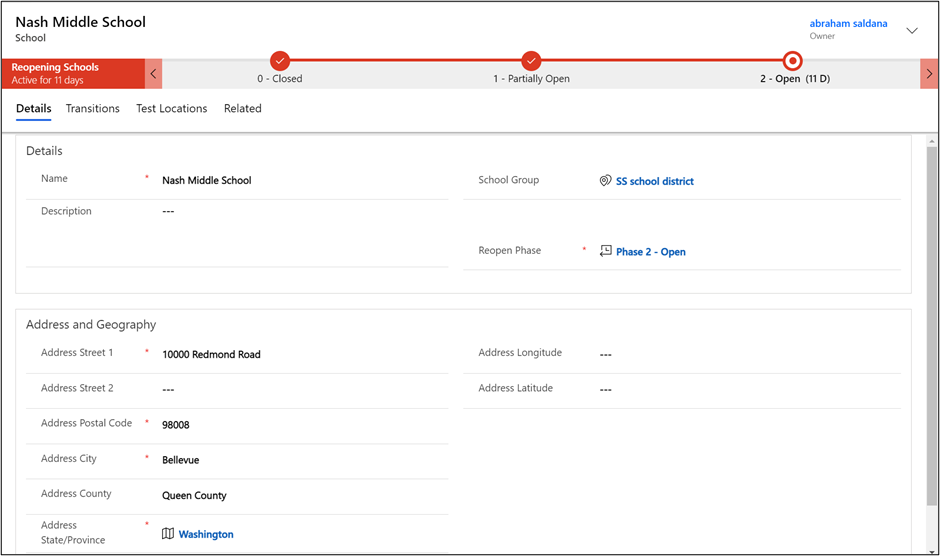 Nash Middle School
School
abraham saldana
Owner
Reopening Schools
Active for 11 days
0 - Closed
1 - Partially Open
2 - Open (11 D)
Details
Transitions
Test Locations
Related
Details
Name * Nash Middle School
School Group SS school district
Description ---
Reopen Phase * Phase 2 - Open
Address and Geography
Address Street 1 * 10000 Redmond Road
Address Longitude ---
Address Street 2 ---
Address Latitude ---
Address Postal Code * 98008
Address City * Bellevue
Address County Queen County
Address * Washington
State/Province